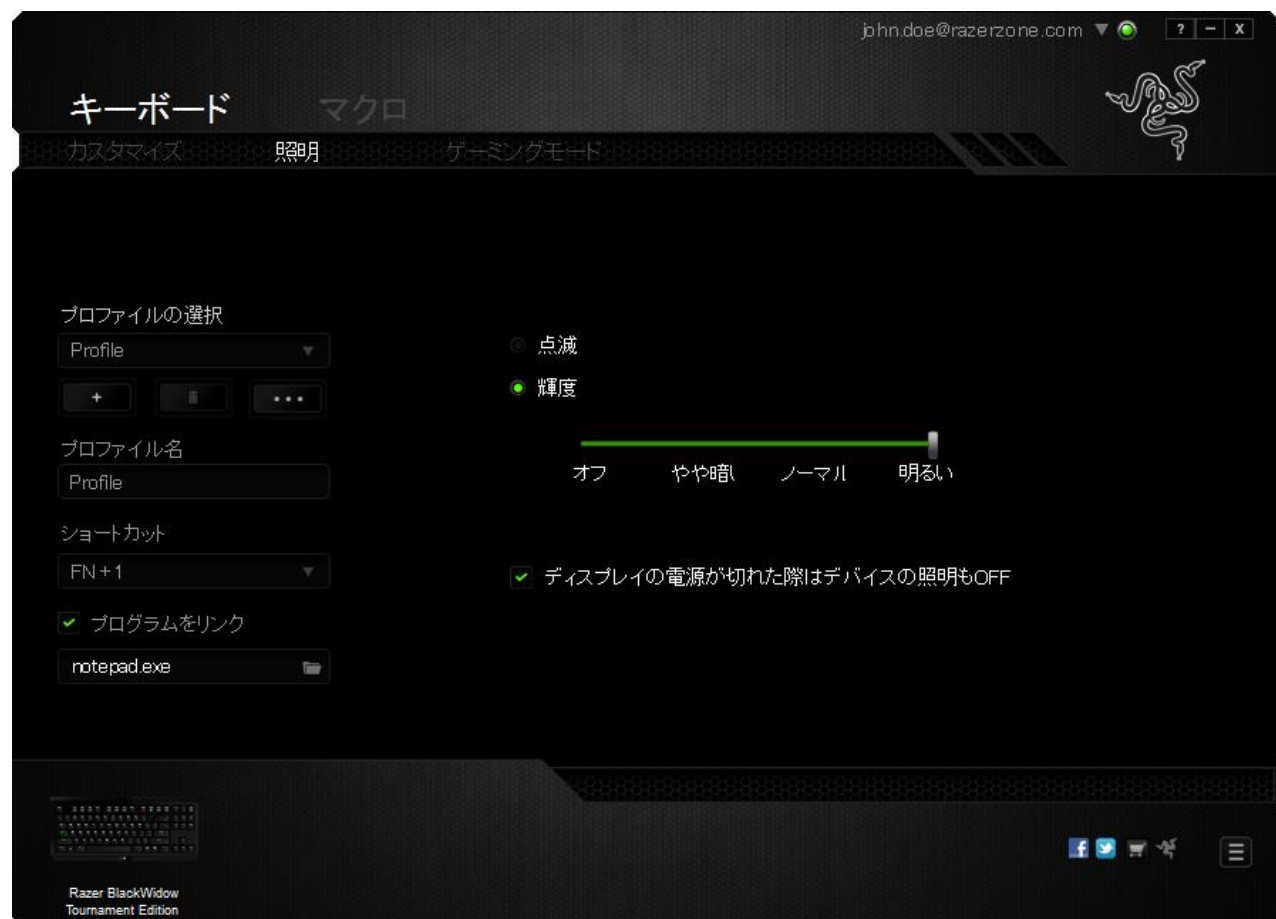 john.doe@razerzone.com
? - X
キーボード マクロ
カスタマイズ 照明 ゲーミングモード
プロファイルの選択
Profile
+ ...
プロファイル名
Profile
ショートカット
FN + 1
プログラムをリンク
notepad.exe
点滅
輝度
オフ やや暗い ノーマル 明るい
ディスプレイの電源が切れた際はデバイスの照明もOFF
Razer BlackWidow
Tournament Edition